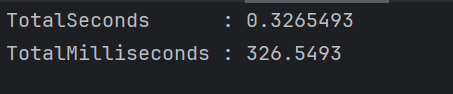 TotalSeconds      : 0.3265493
TotalMilliseconds : 326.5493